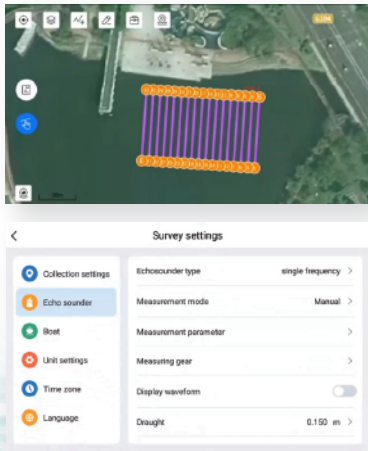 Survey settings
Collection settings
Echo sounder
Boat
Unit settings
Time zone
Language
Echosounder type single frequency
Measurement mode Manual
Measurement parameter
Measuring gear
Display waveform
Draught 0.150 m